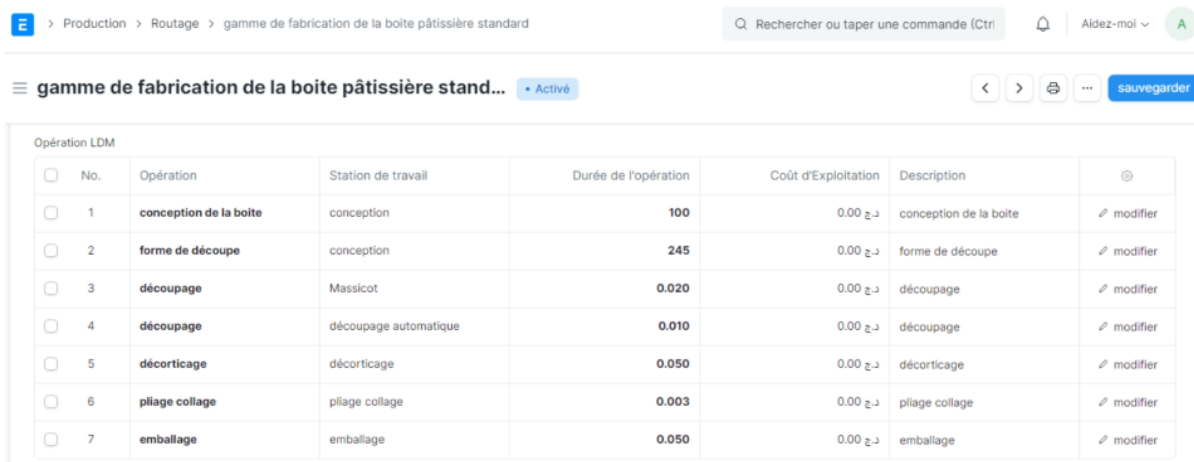 E > Production > Routage > gamme de fabrication de la boite pâtissière standard Rechercher ou taper une commande (Ctrl Aidez-moi A
gamme de fabrication de la boite pâtissière stand... • Activé ... sauvegarder
Opération LDM
No. Opération Station de travail Durée de l'opération Coût d'Exploitation Description
1 conception de la boite conception 100 0.00 د.ج conception de la boite modifier
2 forme de découpe conception 245 0.00 د.ج forme de découpe modifier
3 découpage Massicot 0.020 0.00 د.ج découpage modifier
4 découpage découpage automatique 0.010 0.00 د.ج découpage modifier
5 décorticage décorticage 0.050 0.00 د.ج décorticage modifier
6 pliage collage pliage collage 0.003 0.00 د.ج pliage collage modifier
7 emballage emballage 0.050 0.00 د.ج emballage modifier